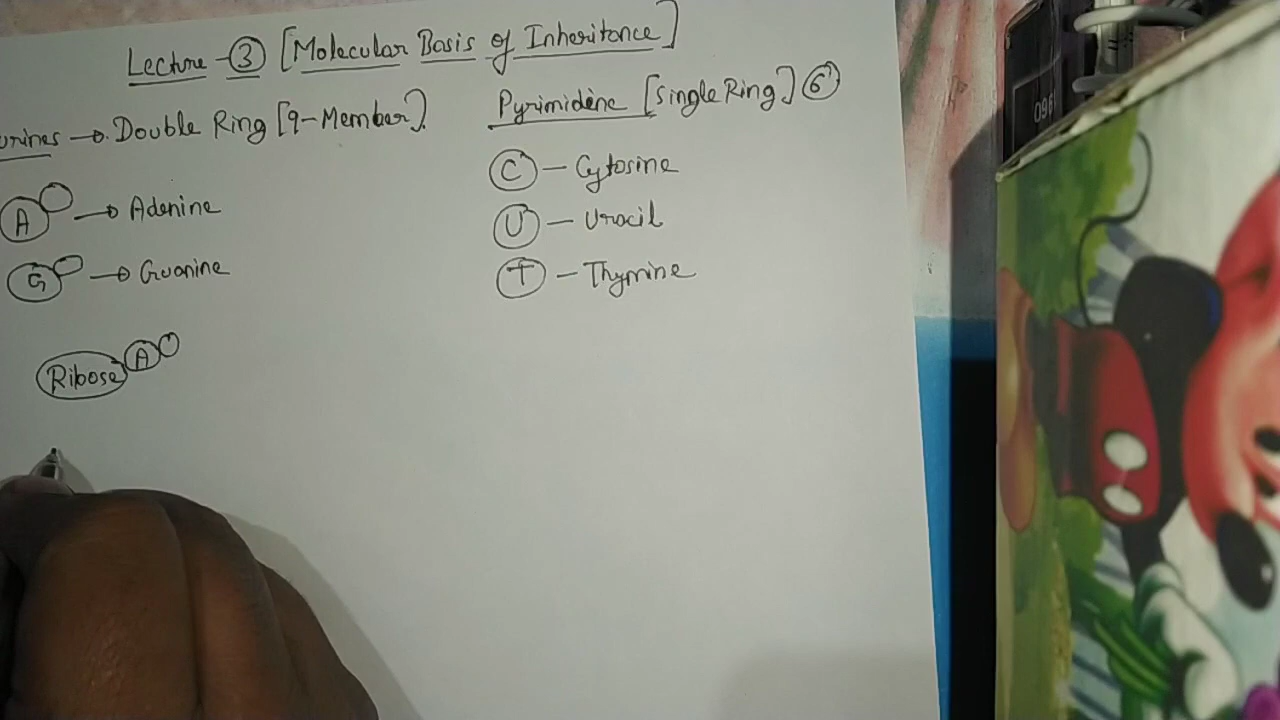 Lecture - 3 [Molecular Basis of Inheritance]
urines → Double Ring [9-Member]
A → Adenine
G → Guanine
Ribose A
Pyrimidine [Single Ring] 6
C - Cytosine
U - Uracil
T - Thymine